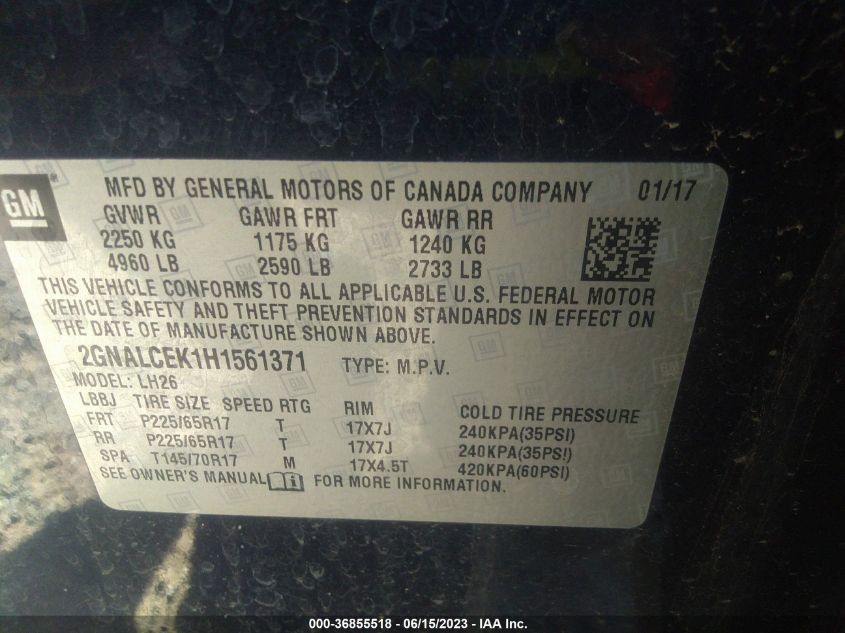 GM ®
MFD BY GENERAL MOTORS OF CANADA COMPANY 01/17
GVWR GAWR FRT GAWR RR
2250 KG 1175 KG 1240 KG
4960 LB 2590 LB 2733 LB
THIS VEHICLE CONFORMS TO ALL APPLICABLE U.S. FEDERAL MOTOR
VEHICLE SAFETY AND THEFT PREVENTION STANDARDS IN EFFECT ON
THE DATE OF MANUFACTURE SHOWN ABOVE.
2GNALCEK1H1561371 TYPE: M.P.V.
MODEL: LH26
LBBJ TIRE SIZE SPEED RTG RIM COLD TIRE PRESSURE
FRT P225/65R17 T 17X7J 240KPA(35PSI)
RR P225/65R17 T 17X7J 240KPA(35PSI)
SPA T145/70R17 M 17X4.5T 420KPA(60PSI)
SEE OWNER'S MANUAL FOR MORE INFORMATION.
000-36855518 - 06/15/2023 - IAA Inc.